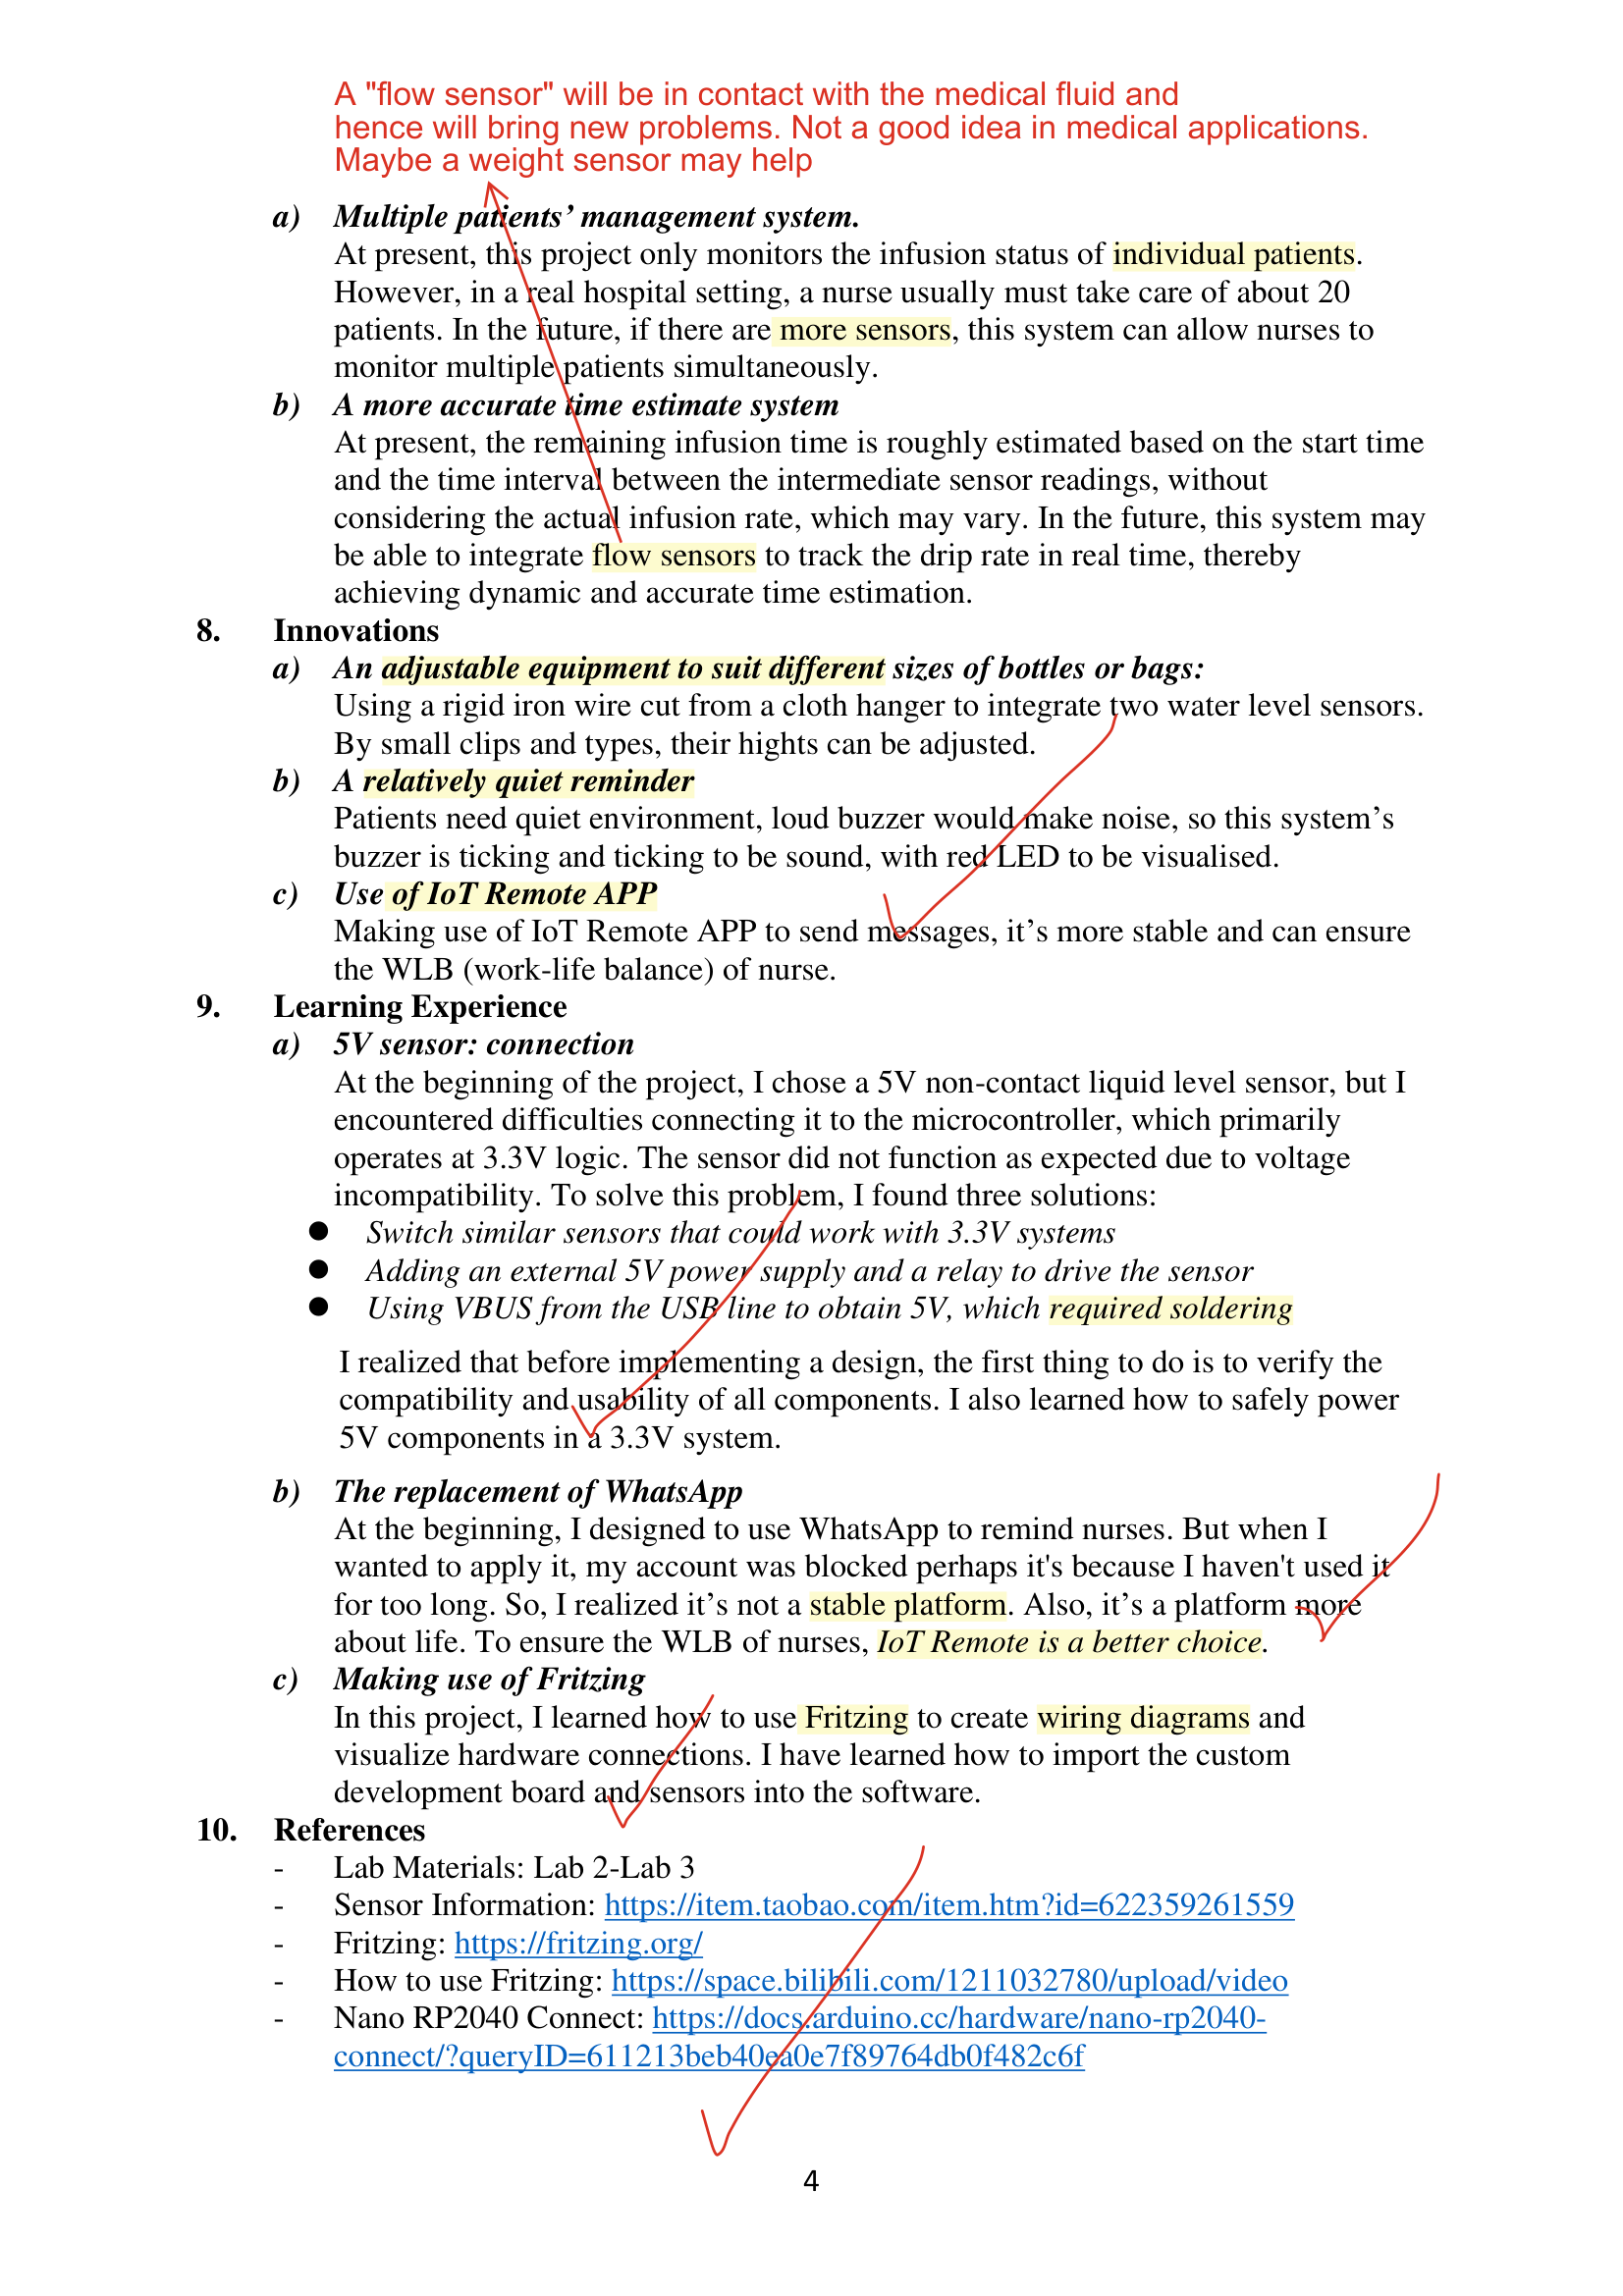 A "flow sensor" will be in contact with the medical fluid and
hence will bring new problems. Not a good idea in medical applications.
Maybe a weight sensor may help
a) Multiple patients’ management system.
At present, this project only monitors the infusion status of individual patients.
However, in a real hospital setting, a nurse usually must take care of about 20
patients. In the future, if there are more sensors, this system can allow nurses to
monitor multiple patients simultaneously.
b) A more accurate time estimate system
At present, the remaining infusion time is roughly estimated based on the start time
and the time interval between the intermediate sensor readings, without
considering the actual infusion rate, which may vary. In the future, this system may
be able to integrate flow sensors to track the drip rate in real time, thereby
achieving dynamic and accurate time estimation.
8. Innovations
a) An adjustable equipment to suit different sizes of bottles or bags:
Using a rigid iron wire cut from a cloth hanger to integrate two water level sensors.
By small clips and types, their hights can be adjusted.
b) A relatively quiet reminder
Patients need quiet environment, loud buzzer would make noise, so this system’s
buzzer is ticking and ticking to be sound, with red LED to be visualised.
c) Use of IoT Remote APP
Making use of IoT Remote APP to send messages, it’s more stable and can ensure
the WLB (work-life balance) of nurse.
9. Learning Experience
a) 5V sensor: connection
At the beginning of the project, I chose a 5V non-contact liquid level sensor, but I
encountered difficulties connecting it to the microcontroller, which primarily
operates at 3.3V logic. The sensor did not function as expected due to voltage
incompatibility. To solve this problem, I found three solutions:
● Switch similar sensors that could work with 3.3V systems
● Adding an external 5V power supply and a relay to drive the sensor
● Using VBUS from the USB line to obtain 5V, which required soldering
I realized that before implementing a design, the first thing to do is to verify the
compatibility and usability of all components. I also learned how to safely power
5V components in a 3.3V system.
b) The replacement of WhatsApp
At the beginning, I designed to use WhatsApp to remind nurses. But when I
wanted to apply it, my account was blocked perhaps it's because I haven't used it
for too long. So, I realized it’s not a stable platform. Also, it’s a platform more
about life. To ensure the WLB of nurses, IoT Remote is a better choice.
c) Making use of Fritzing
In this project, I learned how to use Fritzing to create wiring diagrams and
visualize hardware connections. I have learned how to import the custom
development board and sensors into the software.
10. References
- Lab Materials: Lab 2-Lab 3
- Sensor Information: https://item.taobao.com/item.htm?id=622359261559
- Fritzing: https://fritzing.org/
- How to use Fritzing: https://space.bilibili.com/1211032780/upload/video
- Nano RP2040 Connect: https://docs.arduino.cc/hardware/nano-rp2040-
connect/?queryID=611213beb40ea0e7f89764db0f482c6f
4